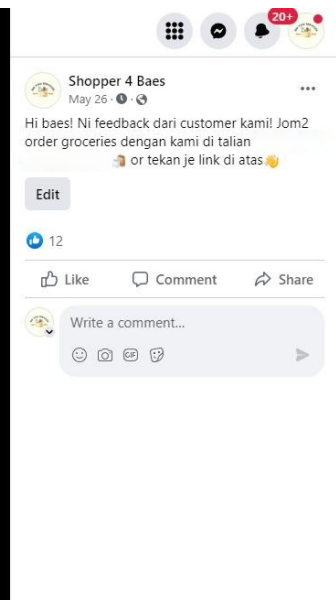 20+
Shopper 4 Baes
May 26 ·
Hi baes! Ni feedback dari customer kami! Jom2
order groceries dengan kami di talian
or tekan je link di atas
Edit
12
Like Comment Share
Write a comment...
GIF